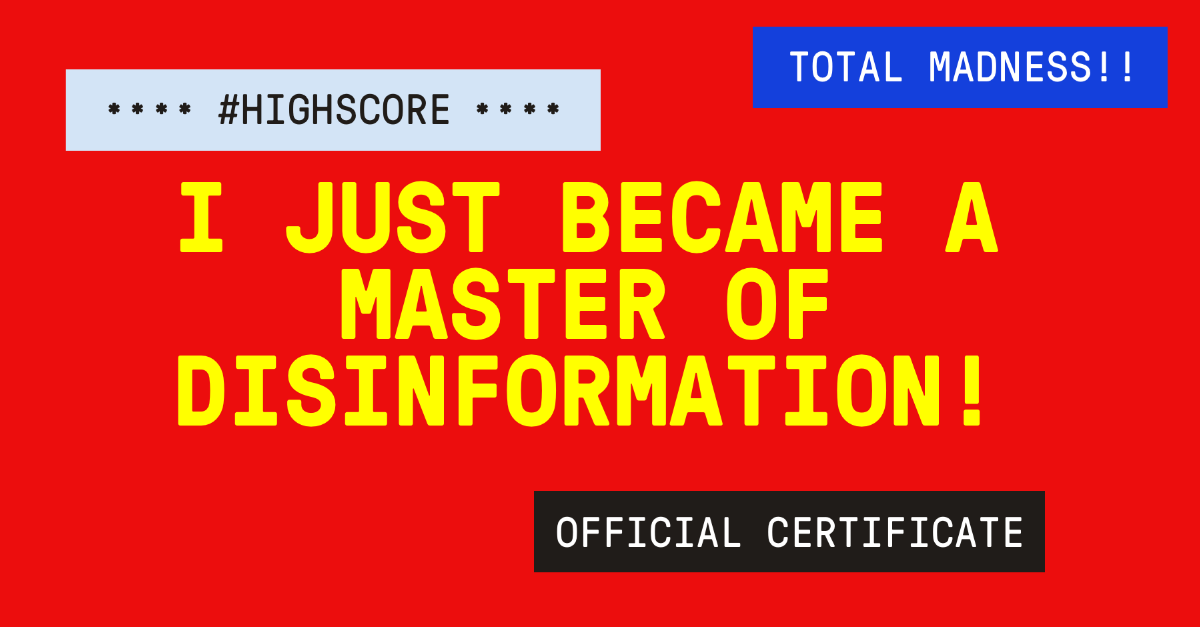 TOTAL MADNESS!!
**** #HIGHSCORE ****
I JUST BECAME A
MASTER OF
DISINFORMATION!
OFFICIAL CERTIFICATE